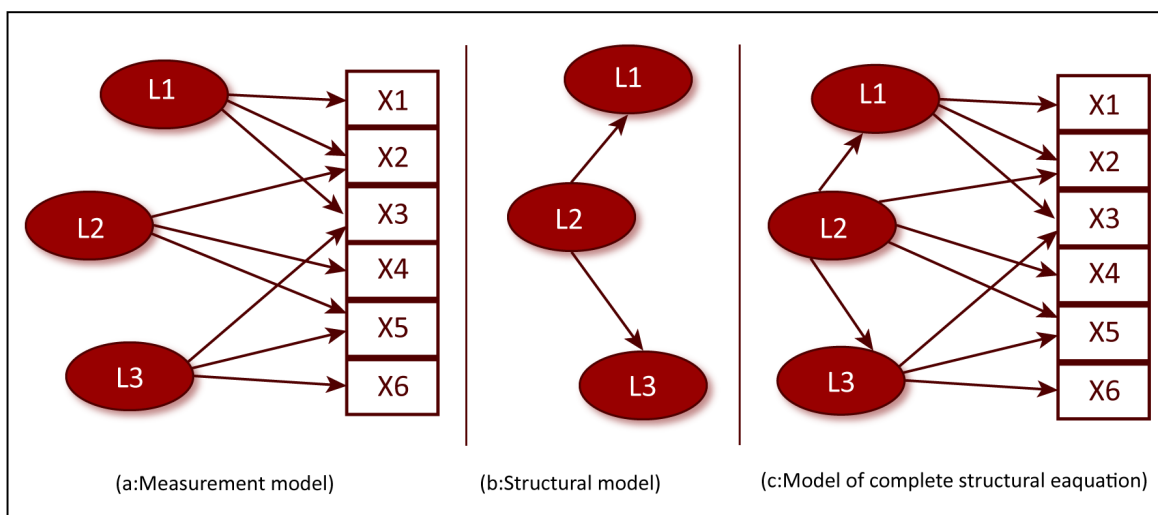 L1
X1
X2
L2
X3
X4
X5
L3
X6
(a:Measurement model)
L1
L2
L3
(b:Structural model)
L1
X1
X2
L2
X3
X4
X5
L3
X6
(c:Model of complete structural eaquation)